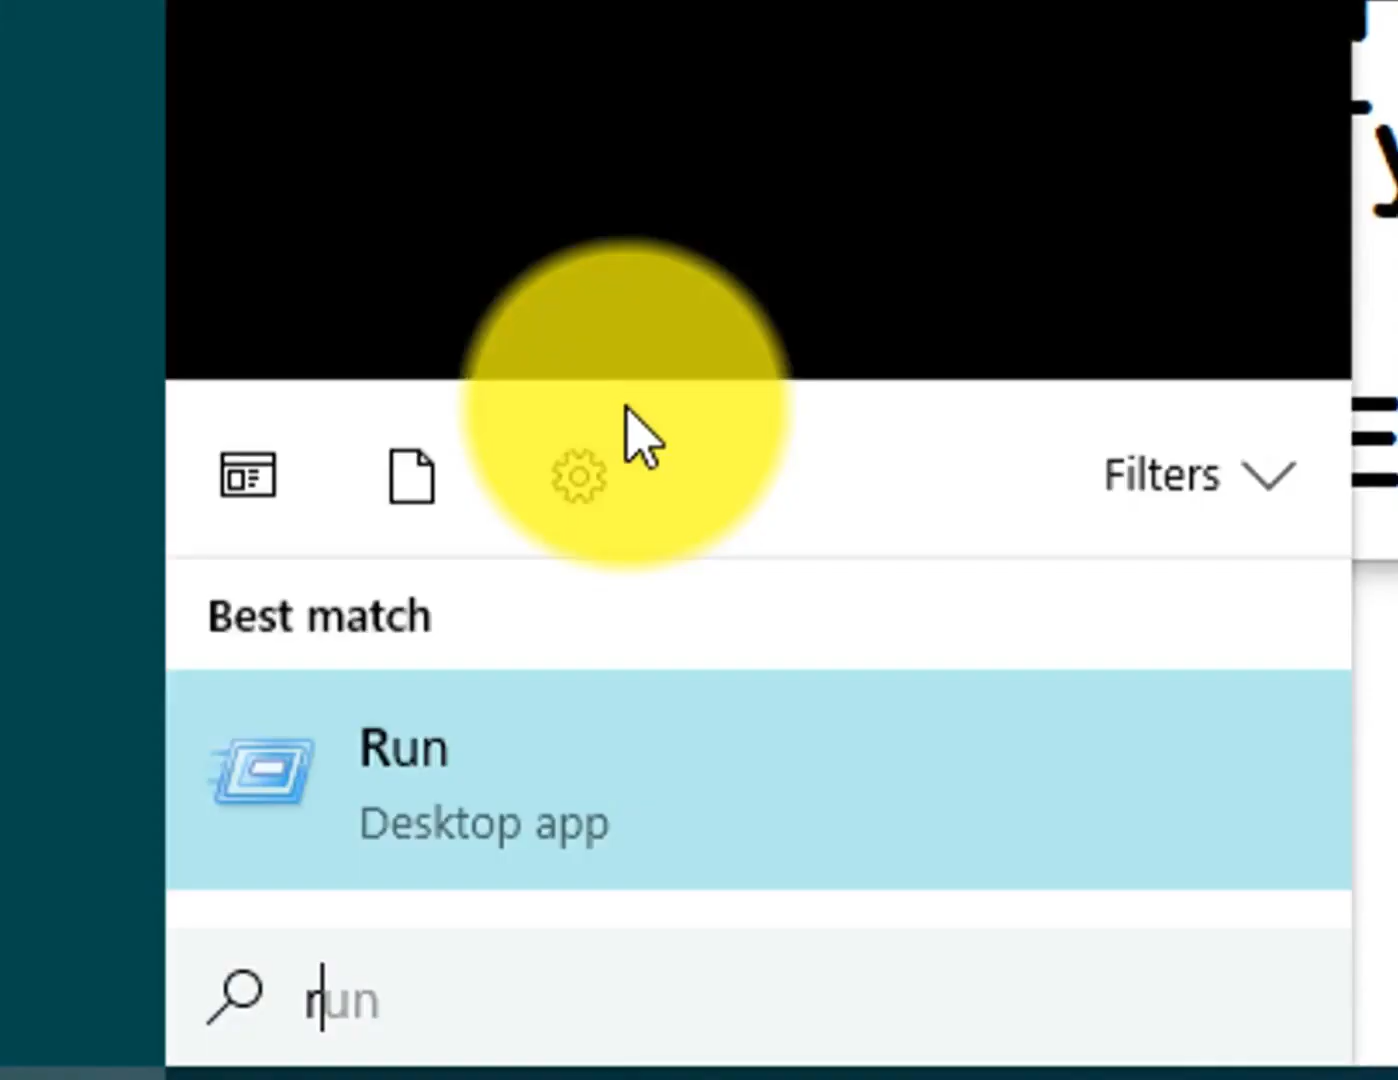 Filters
Best match
Run
Desktop app
run